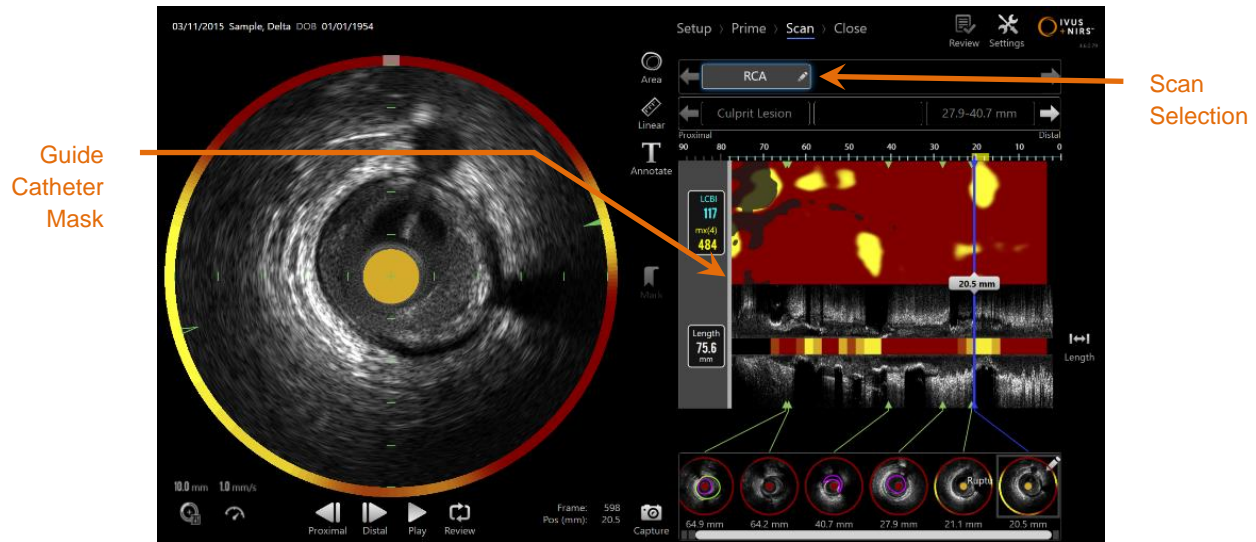 03/11/2015 Sample, Delta DOB 01/01/1954
Setup > Prime > Scan > Close
Review
Settings
IVUS
+NIRS
Area
RCA
Scan
Selection
Linear
Culprit Lesion
27.9-40.7 mm
Proximal
Distal
90 80 70 60 50 40 30 20 10 0
Annotate
Guide
Catheter
Mask
LCBI
117
mx(4)
484
20.5 mm
Mark
Length
75.6
mm
Length
Ruptu
10.0 mm 1.0 mm/s
Proximal
Distal
Play
Review
Frame: 598
Pos (mm): 20.5
Capture
64.9 mm
64.2 mm
40.7 mm
27.9 mm
21.1 mm
20.5 mm